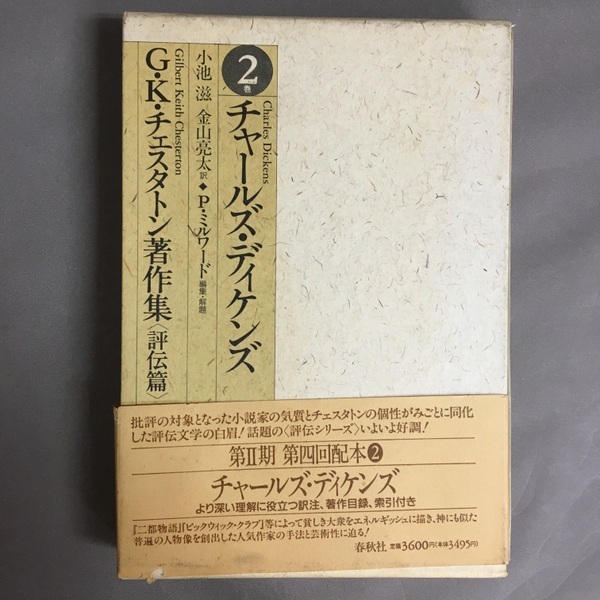 G・K・チェスタトン著作集〈評伝篇〉
Gilbert Keith Chesterton
2巻
チャールズ・ディケンズ
Charles Dickens
小池 滋 金山亮太 訳◆P・ミルワード 編集・解題
批評の対象となった小説家の気質とチェスタトンの個性がみごとに同化
した評伝文学の白眉!話題の〈評伝シリーズ〉いよいよ好調!
第II期 第四回配本2
チャールズ・ディケンズ
より深い理解に役立つ訳注、著作目録、索引付き
『二都物語』『ピックウィック・クラブ』等によって貧しき大衆をエネルギッシュに描き、神にも似た
普遍の人物像を創出した人気作家の手法と芸術性に迫る!
春秋社 定価3600円(本体3495円)